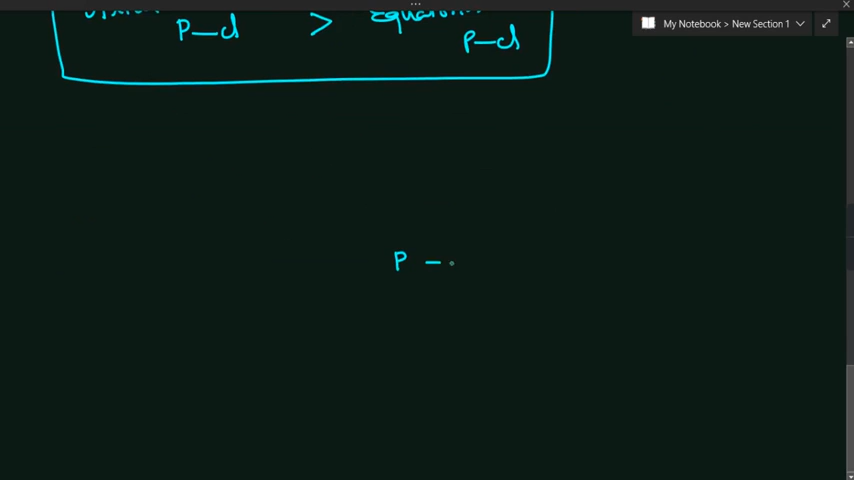 My Notebook > New Section 1
P—Cl > P—Cl
P —